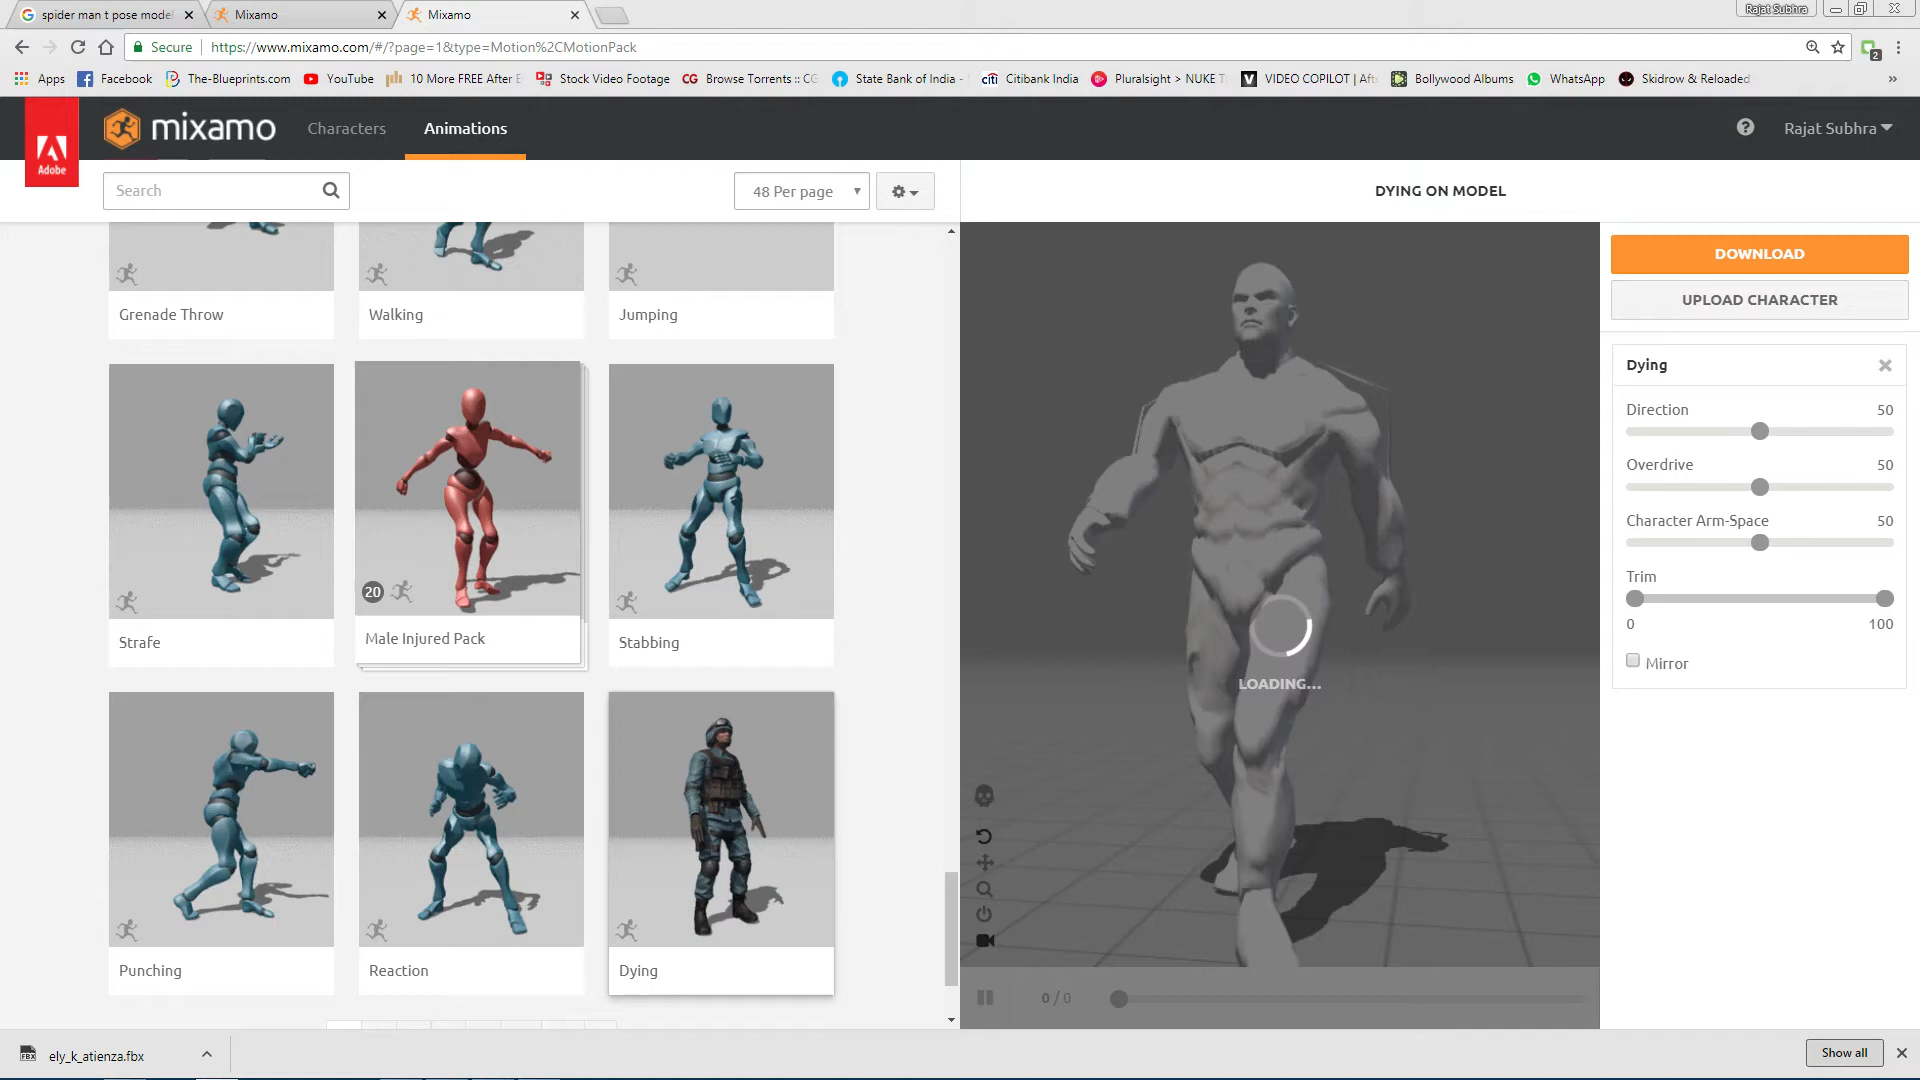 spider man t pose model
Mixamo
Mixamo
Rajat Subhra
Secure
https://www.mixamo.com/#/?page=1&type=Motion%2CMotionPack
2
Apps
Facebook
The-Blueprints.com
YouTube
10 More FREE After E
Stock Video Footage
CG
Browse Torrents :: CG
State Bank of India -
citi
Citibank India
Pluralsight > NUKE T
VIDEO COPILOT | Aft
Bollywood Albums
WhatsApp
Skidrow & Reloaded
»
Adobe
mixamo
Characters
Animations
?
Rajat Subhra
Search
48 Per page
DYING ON MODEL
Grenade Throw
Walking
Jumping
Strafe
20
Male Injured Pack
Stabbing
Punching
Reaction
Dying
LOADING...
0 / 0
DOWNLOAD
UPLOAD CHARACTER
Dying
Direction
50
Overdrive
50
Character Arm-Space
50
Trim
0
100
Mirror
FBX
ely_k_atienza.fbx
Show all